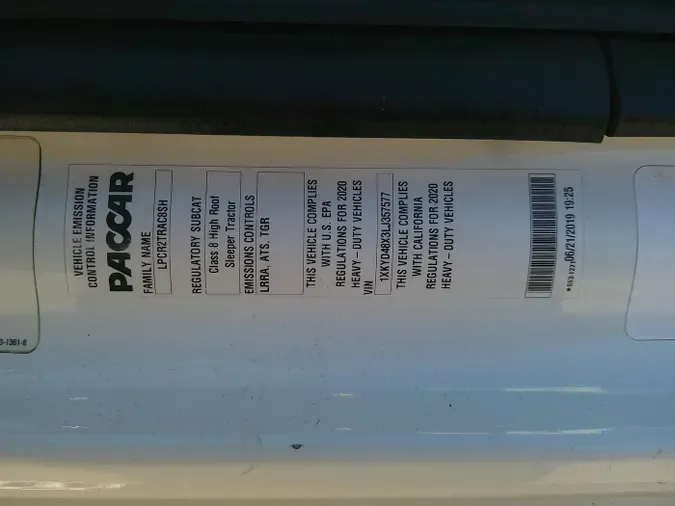 VEHICLE EMISSION
CONTROL INFORMATION
PACCAR
FAMILY NAME
LPCR2TRAC8SH
REGULATORY SUBCAT
Class 8 High Roof
Sleeper Tractor
EMISSIONS CONTROLS
LRRA, ATS, TGR
THIS VEHICLE COMPLIES
WITH U.S. EPA
REGULATIONS FOR 2020
HEAVY – DUTY VEHICLES
VIN
1XKYD48X3LJ357577
THIS VEHICLE COMPLIES
WITH CALIFORNIA
REGULATIONS FOR 2020
HEAVY – DUTY VEHICLES
06/21/2019 19:25